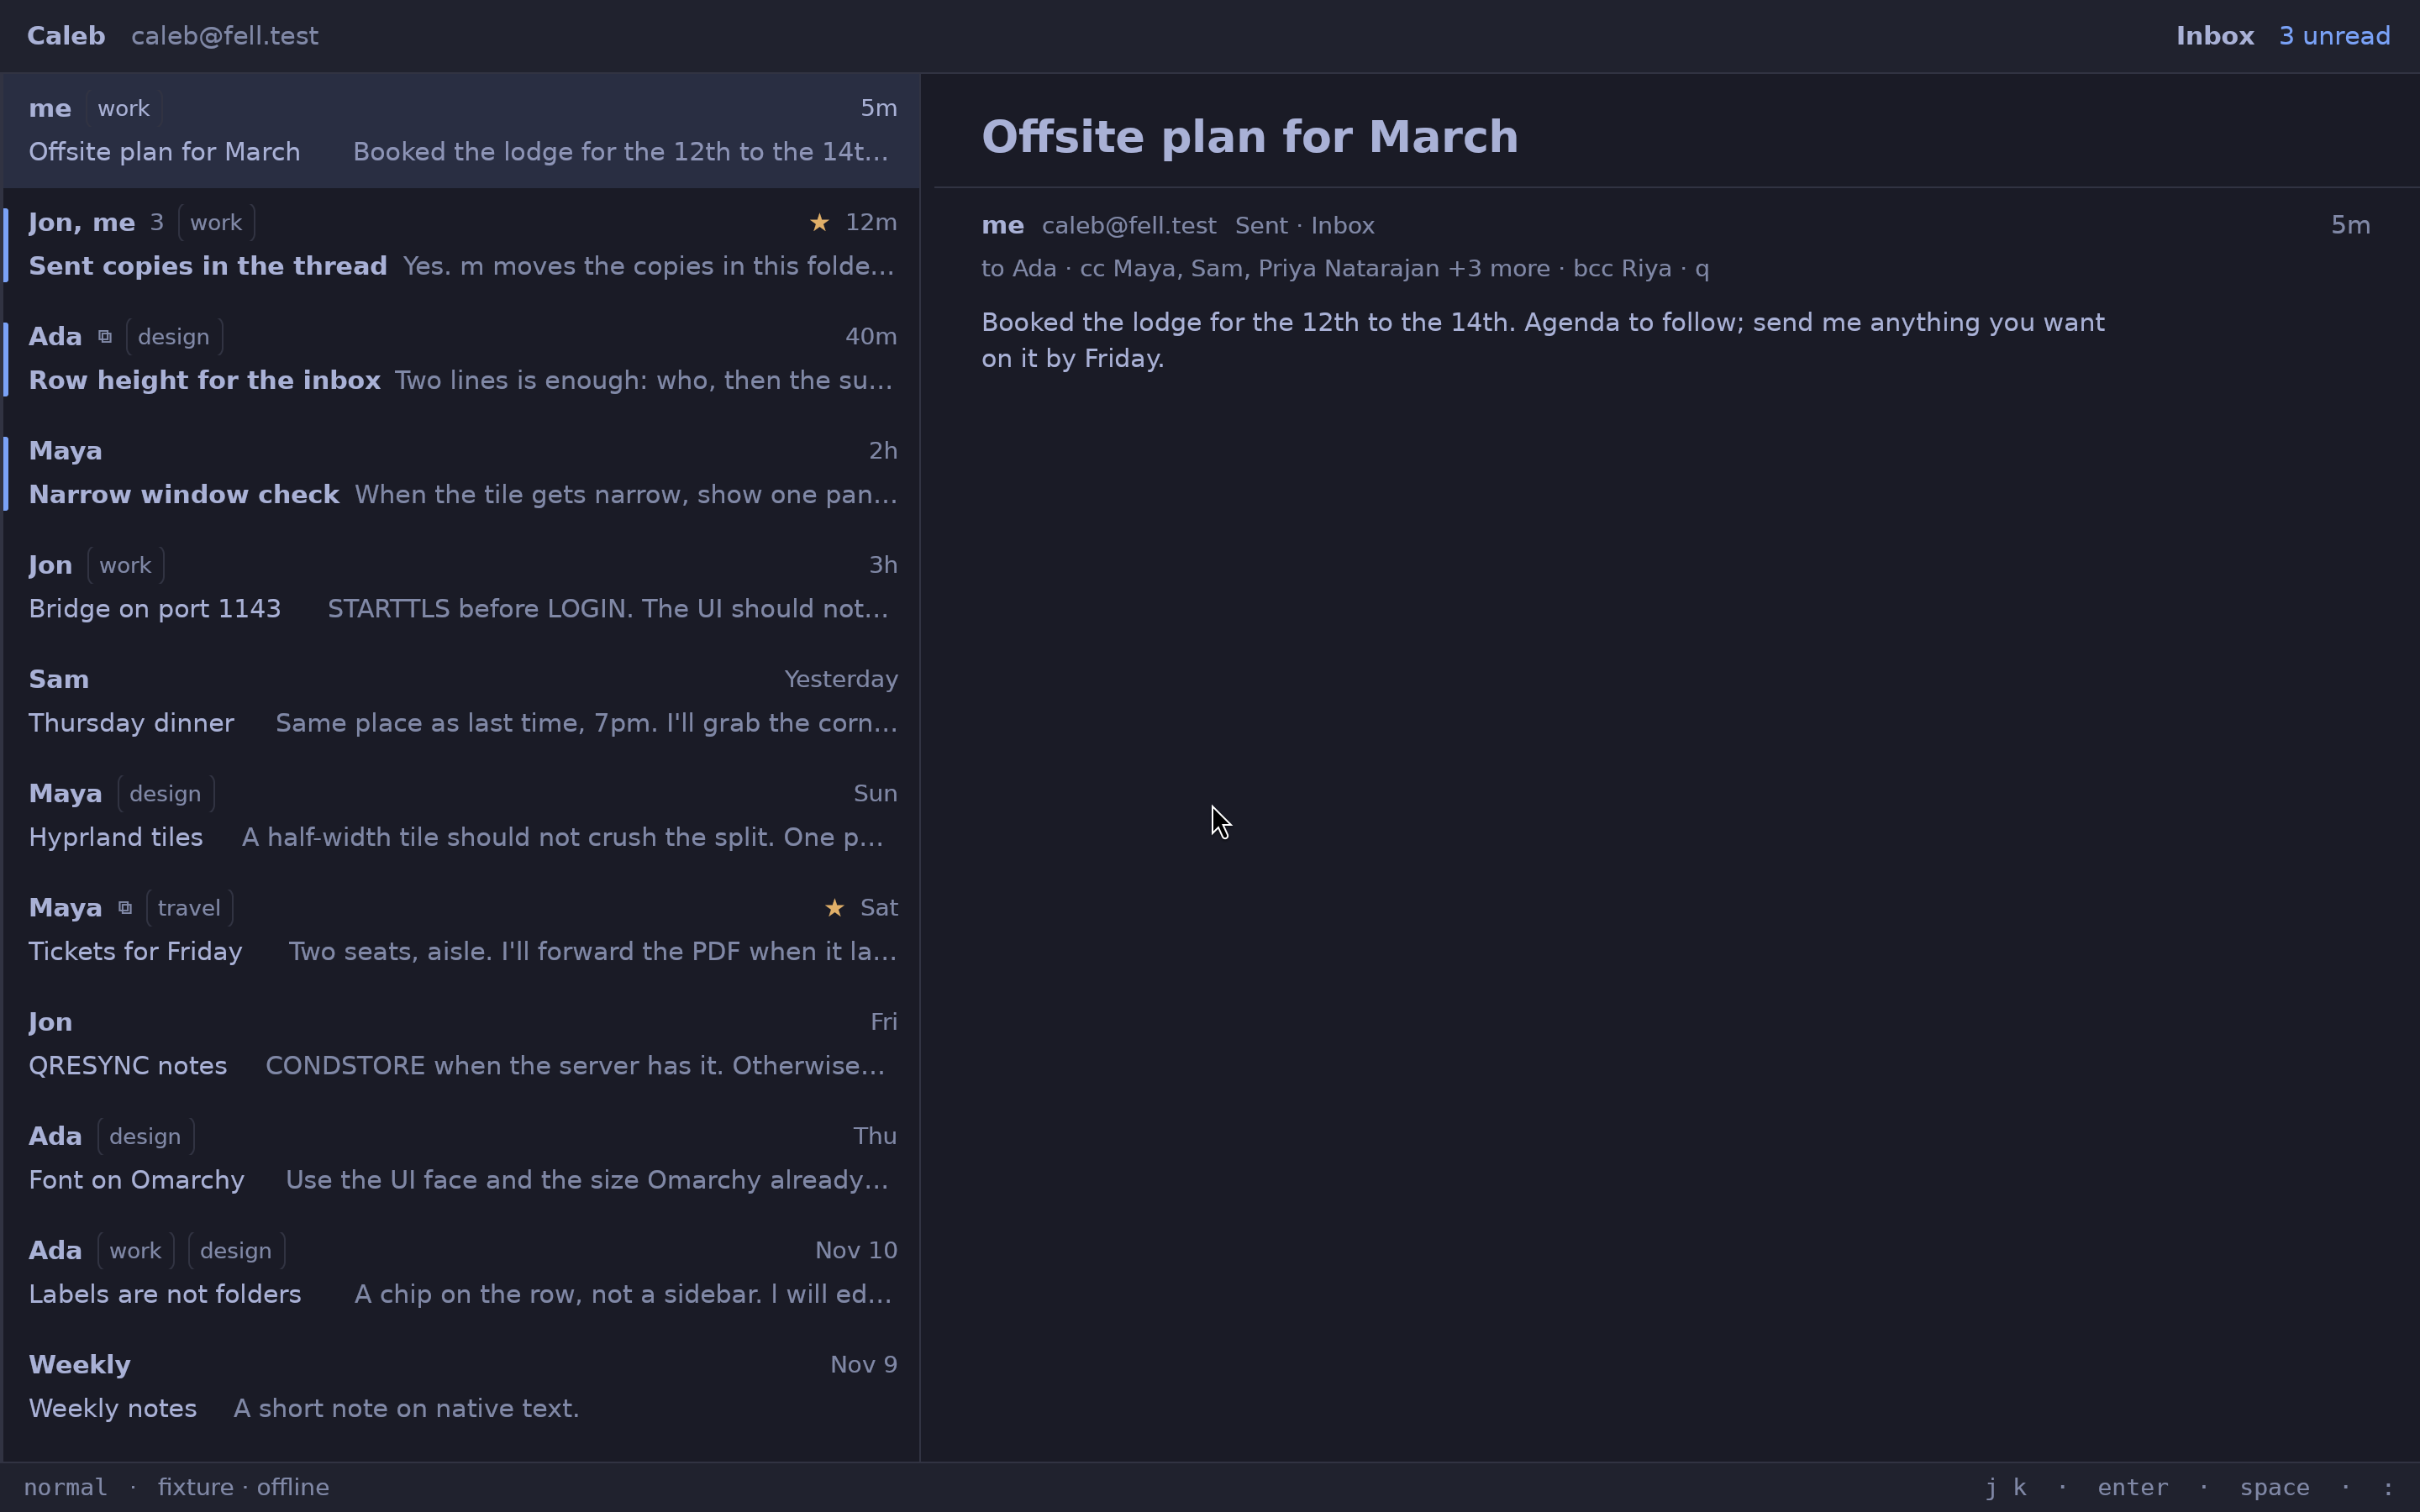 Caleb caleb@fell.test Inbox 3 unread
me work 5m
Offsite plan for March Booked the lodge for the 12th to the 14t…
Jon, me 3 work ★ 12m
Sent copies in the thread Yes. m moves the copies in this folde…
Ada ⧉ design 40m
Row height for the inbox Two lines is enough: who, then the su…
Maya 2h
Narrow window check When the tile gets narrow, show one pan…
Jon work 3h
Bridge on port 1143 STARTTLS before LOGIN. The UI should not…
Sam Yesterday
Thursday dinner Same place as last time, 7pm. I'll grab the corn…
Maya design Sun
Hyprland tiles A half-width tile should not crush the split. One p…
Maya ⧉ travel ★ Sat
Tickets for Friday Two seats, aisle. I'll forward the PDF when it la…
Jon Fri
QRESYNC notes CONDSTORE when the server has it. Otherwise…
Ada design Thu
Font on Omarchy Use the UI face and the size Omarchy already…
Ada work design Nov 10
Labels are not folders A chip on the row, not a sidebar. l will ed…
Weekly Nov 9
Weekly notes A short note on native text.
Offsite plan for March
me caleb@fell.test Sent · Inbox 5m
to Ada · cc Maya, Sam, Priya Natarajan +3 more · bcc Riya · q
Booked the lodge for the 12th to the 14th. Agenda to follow; send me anything you want
on it by Friday.
normal · fixture · offline j k · enter · space · :